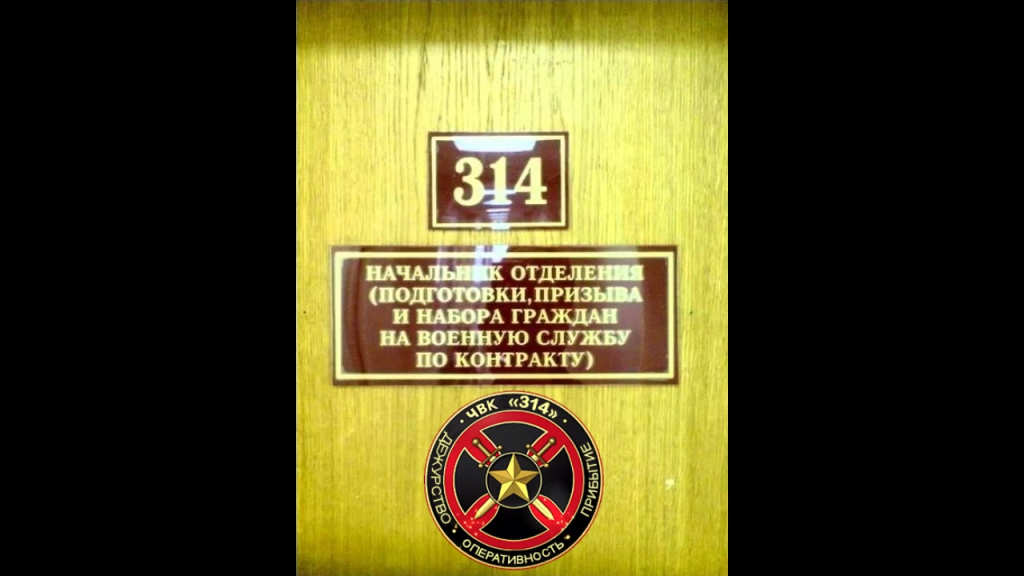 314
НАЧАЛЬНИК ОТДЕЛЕНИЯ
(ПОДГОТОВКИ, ПРИЗЫВА
И НАБОРА ГРАЖДАН
НА ВОЕННУЮ СЛУЖБУ
ПО КОНТРАКТУ)
· ЧВК «314» ·
ДЕЖУРСТВО
· ОПЕРАТИВНОСТЬ ·
ПРИБЫТИЕ